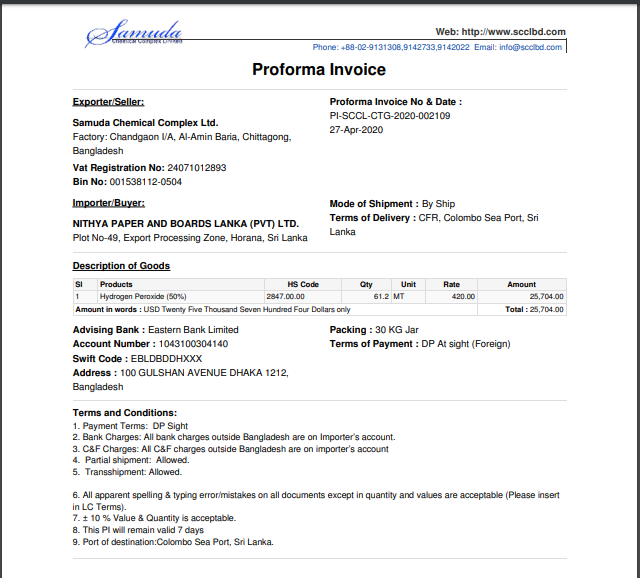 Samuda
Chemical Complex Limited
Web: http://www.scclbd.com
Phone: +88-02-9131308,9142733,9142022 Email: info@scclbd.com
Proforma Invoice
Exporter/Seller:
Samuda Chemical Complex Ltd.
Factory: Chandgaon I/A, Al-Amin Baria, Chittagong,
Bangladesh
Vat Registration No: 24071012893
Bin No: 001538112-0504
Proforma Invoice No & Date :
PI-SCCL-CTG-2020-002109
27-Apr-2020
Importer/Buyer:
NITHYA PAPER AND BOARDS LANKA (PVT) LTD.
Plot No-49, Export Processing Zone, Horana, Sri Lanka
Mode of Shipment : By Ship
Terms of Delivery : CFR, Colombo Sea Port, Sri
Lanka
Description of Goods
Sl Products HS Code Qty Unit Rate Amount
1 Hydrogen Peroxide (50%) 2847.00.00 61.2 MT 420.00 25,704.00
Amount in words : USD Twenty Five Thousand Seven Hundred Four Dollars only Total : 25,704.00
Advising Bank : Eastern Bank Limited
Account Number : 1043100304140
Swift Code : EBLDBDDHXXX
Address : 100 GULSHAN AVENUE DHAKA 1212,
Bangladesh
Packing : 30 KG Jar
Terms of Payment : DP At sight (Foreign)
Terms and Conditions:
1. Payment Terms: DP Sight
2. Bank Charges: All bank charges outside Bangladesh are on Importer's account.
3. C&F Charges: All C&F charges outside Bangladesh are on importer's account
4. Partial shipment: Allowed.
5. Transshipment: Allowed.
6. All apparent spelling & typing error/mistakes on all documents except in quantity and values are acceptable (Please insert
in LC Terms).
7. ± 10 % Value & Quantity is acceptable.
8. This PI will remain valid 7 days
9. Port of destination:Colombo Sea Port, Sri Lanka.